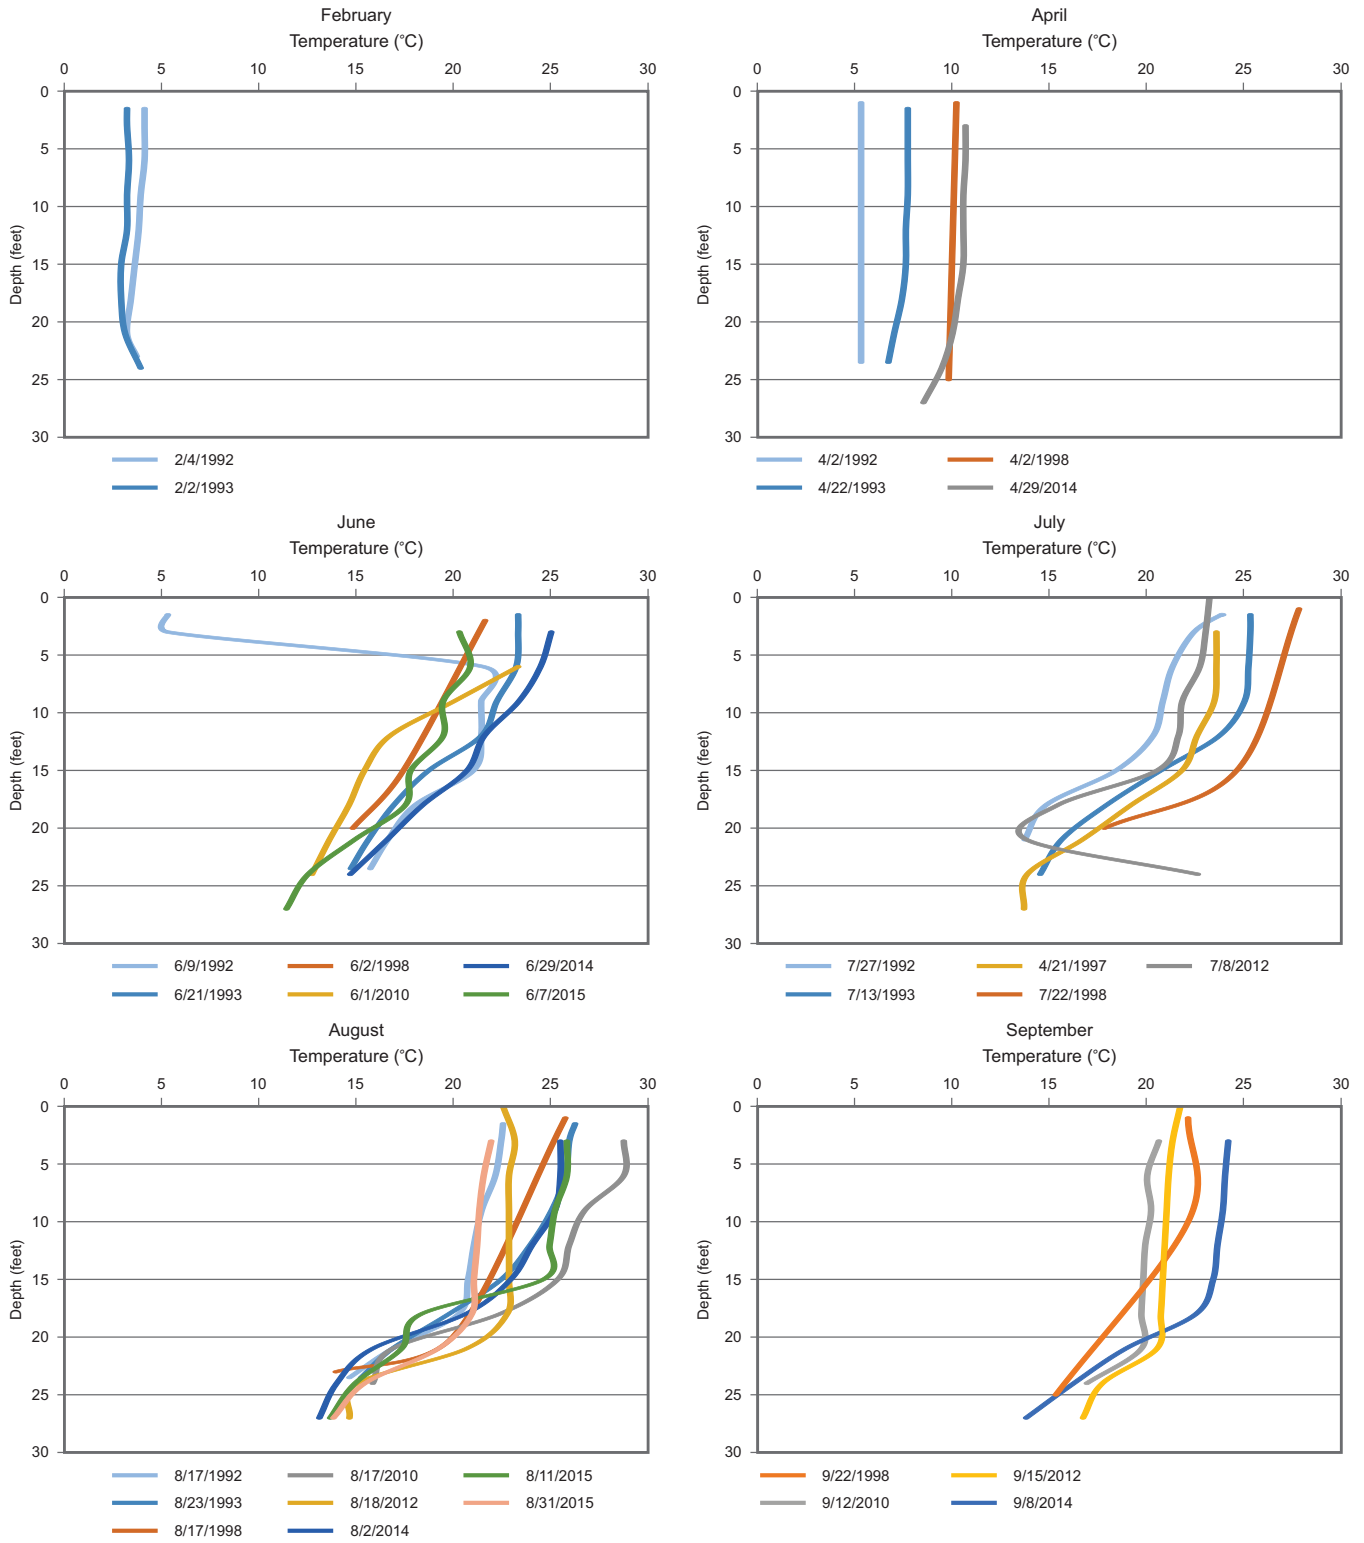 February
Temperature (°C)
0 5 10 15 20 25 30
0
5
10
15
20
25
30
Depth (feet)
2/4/1992
2/2/1993
April
Temperature (°C)
0 5 10 15 20 25 30
0
5
10
15
20
25
30
Depth (feet)
4/2/1992 4/2/1998
4/22/1993 4/29/2014
June
Temperature (°C)
0 5 10 15 20 25 30
0
5
10
15
20
25
30
Depth (feet)
6/9/1992 6/2/1998 6/29/2014
6/21/1993 6/1/2010 6/7/2015
July
Temperature (°C)
0 5 10 15 20 25 30
0
5
10
15
20
25
30
Depth (feet)
7/27/1992 4/21/1997 7/8/2012
7/13/1993 7/22/1998
August
Temperature (°C)
0 5 10 15 20 25 30
0
5
10
15
20
25
30
Depth (feet)
8/17/1992 8/17/2010 8/11/2015
8/23/1993 8/18/2012 8/31/2015
8/17/1998 8/2/2014
September
Temperature (°C)
0 5 10 15 20 25 30
0
5
10
15
20
25
30
Depth (feet)
9/22/1998 9/15/2012
9/12/2010 9/8/2014